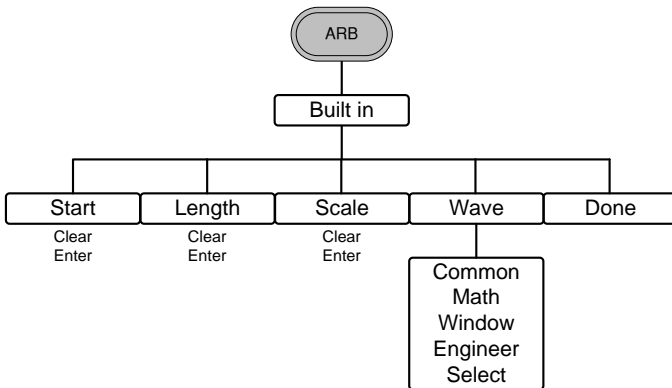 ARB
Built in
Start
Length
Scale
Wave
Done
Clear
Enter
Clear
Enter
Clear
Enter
Common
Math
Window
Engineer
Select